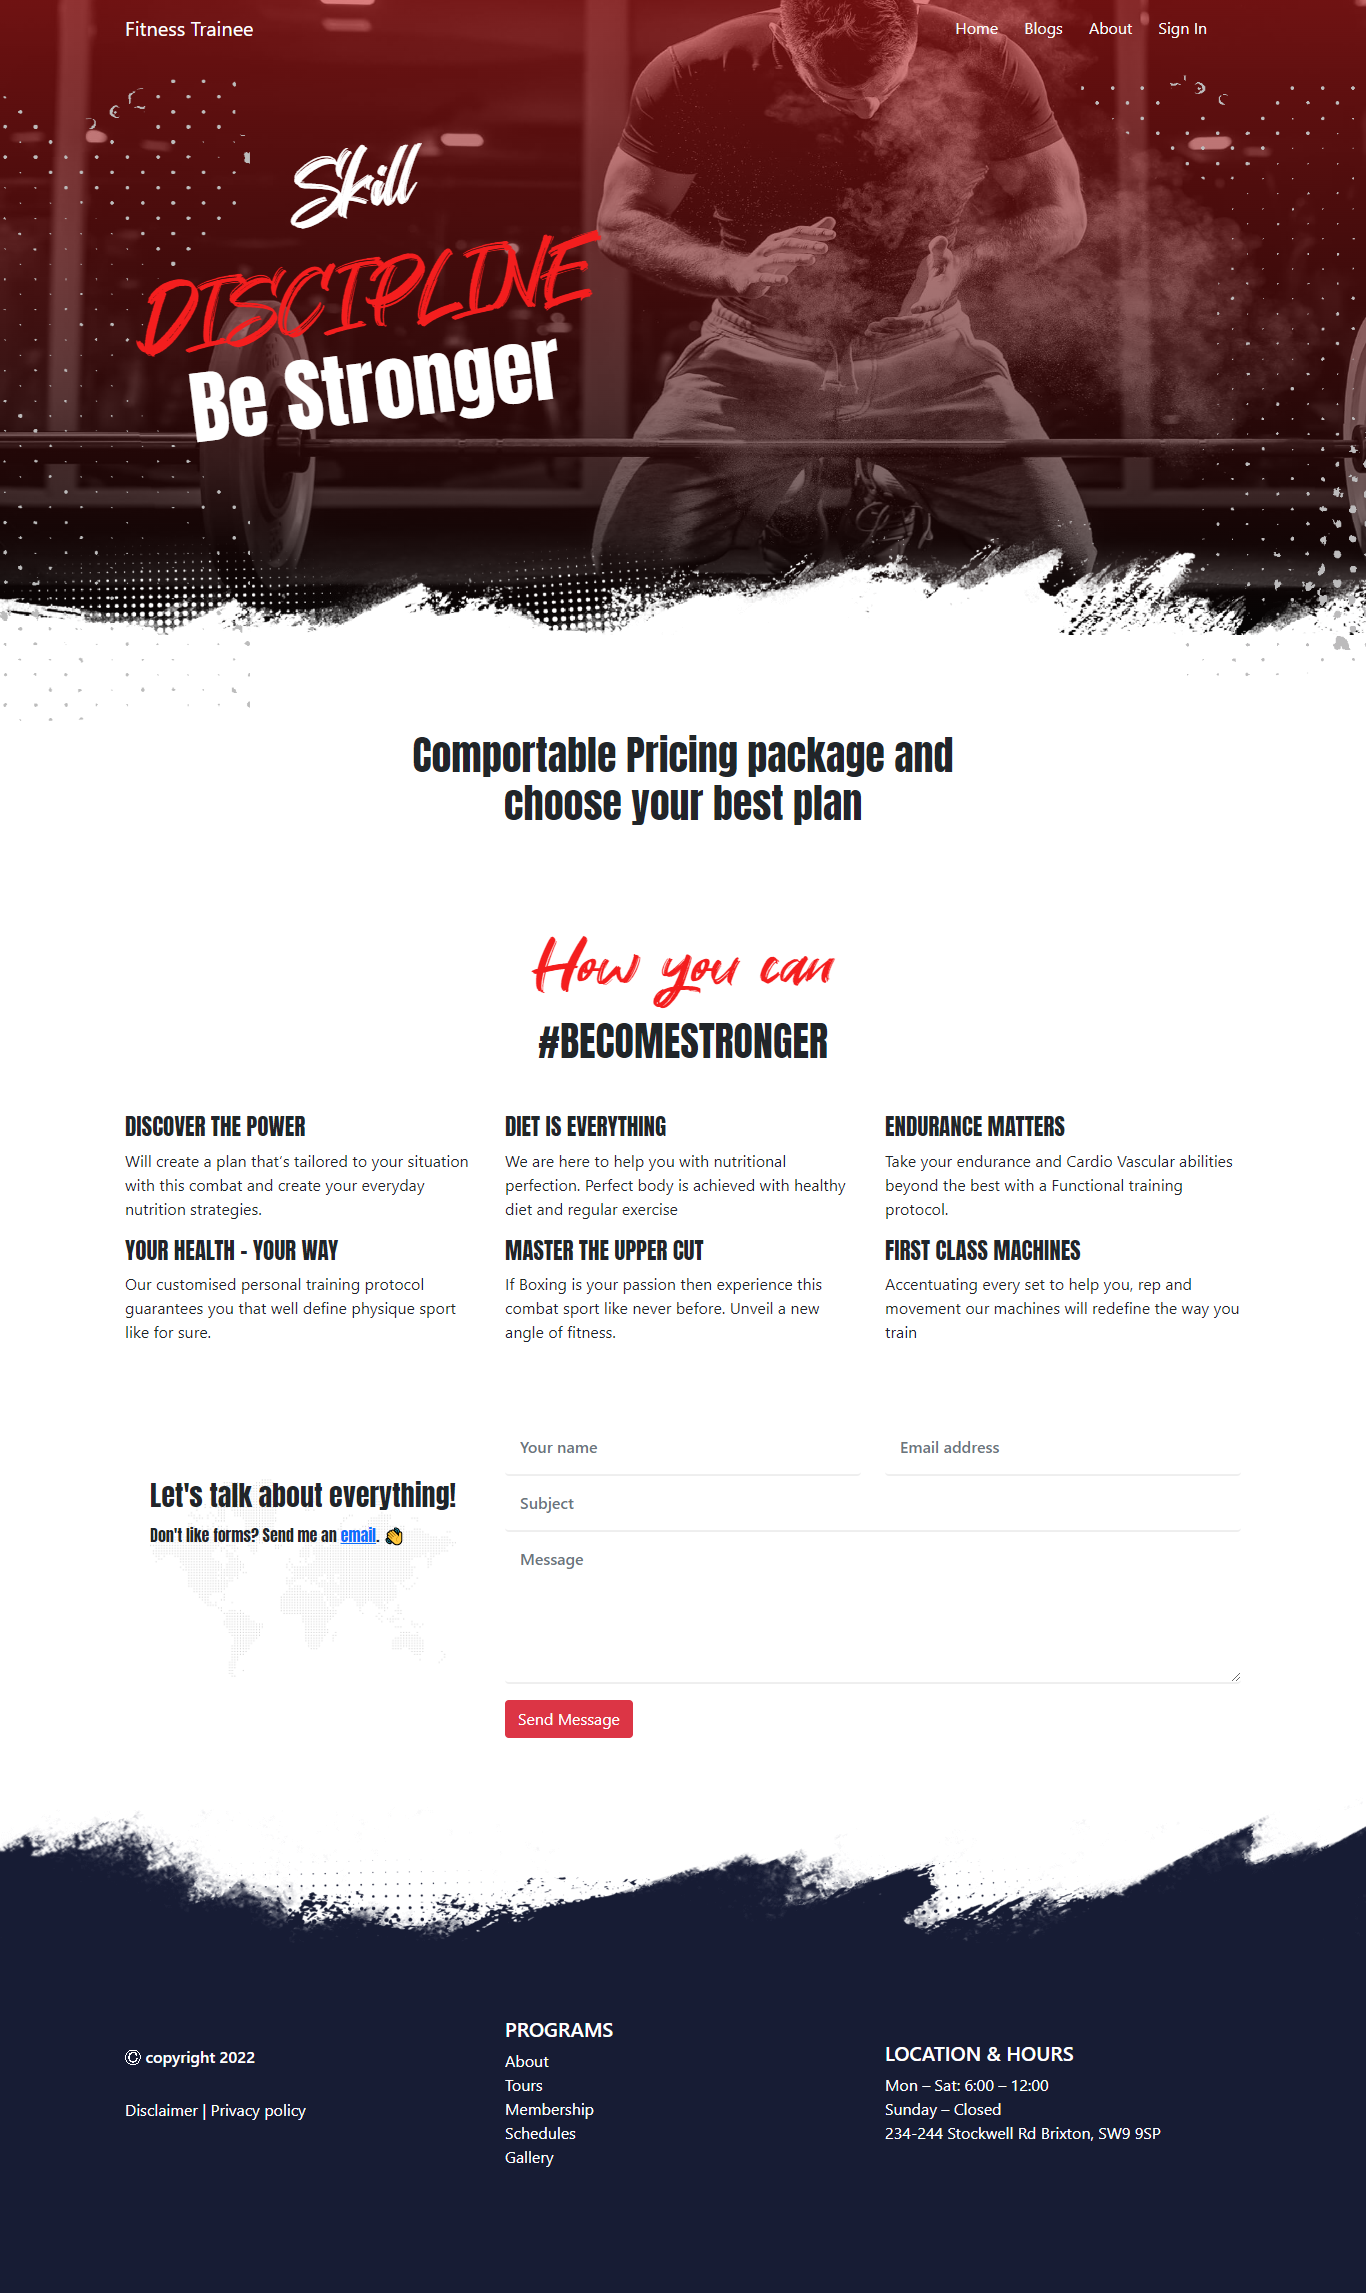 Fitness Trainee
Home Blogs About Sign In
Skill
DISCIPLINE
Be Stronger
Comportable Pricing package and
choose your best plan
How you can
#BECOMESTRONGER
DISCOVER THE POWER
Will create a plan that's tailored to your situation
with this combat and create your everyday
nutrition strategies.
DIET IS EVERYTHING
We are here to help you with nutritional
perfection. Perfect body is achieved with healthy
diet and regular exercise
ENDURANCE MATTERS
Take your endurance and Cardio Vascular abilities
beyond the best with a Functional training
protocol.
YOUR HEALTH - YOUR WAY
Our customised personal training protocol
guarantees you that well define physique sport
like for sure.
MASTER THE UPPER CUT
If Boxing is your passion then experience this
combat sport like never before. Unveil a new
angle of fitness.
FIRST CLASS MACHINES
Accentuating every set to help you, rep and
movement our machines will redefine the way you
train
Let's talk about everything!
Don't like forms? Send me an email. 👏
Your name
Email address
Subject
Message
Send Message
© copyright 2022
Disclaimer | Privacy policy
PROGRAMS
About
Tours
Membership
Schedules
Gallery
LOCATION & HOURS
Mon – Sat: 6:00 – 12:00
Sunday – Closed
234-244 Stockwell Rd Brixton, SW9 9SP